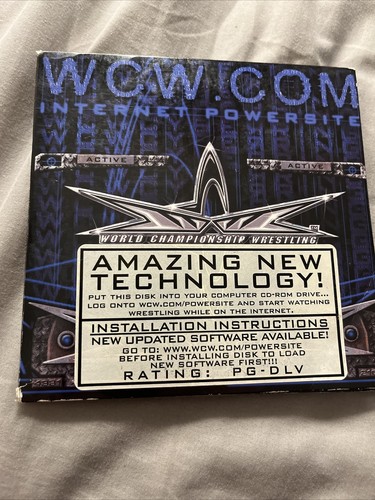 WCW.COM
INTERNET POWERSITE
ACTIVE
ACTIVE
WORLD CHAMPIONSHIP WRESTLING
AMAZING NEW
TECHNOLOGY!
PUT THIS DISK INTO YOUR COMPUTER CD-ROM DRIVE...
LOG ONTO WCW.COM/POWERSITE AND START WATCHING
WRESTLING WHILE ON THE INTERNET.
INSTALLATION INSTRUCTIONS
NEW UPDATED SOFTWARE AVAILABLE!
GO TO: WWW.WCW.COM/POWERSITE
BEFORE INSTALLING DISK TO LOAD
NEW SOFTWARE FIRST!!!
RATING: PG-DLV